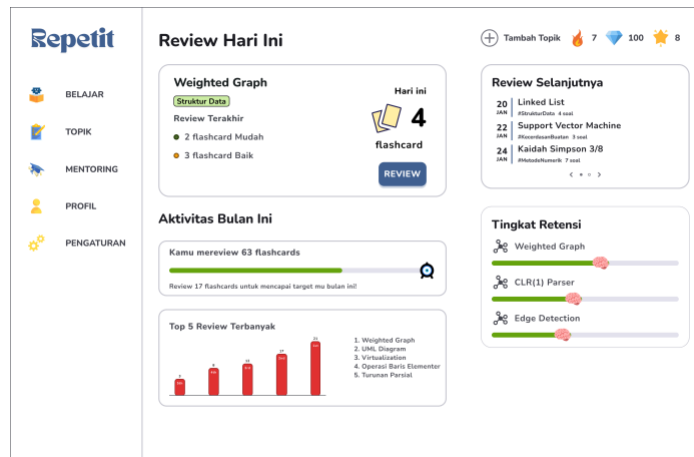 Repetit
BELAJAR
TOPIK
MENTORING
PROFIL
PENGATURAN
Review Hari Ini
Tambah Topik
7
100
8
Weighted Graph
Struktur Data
Review Terakhir
2 flashcard Mudah
3 flashcard Baik
Hari ini
4
flashcard
REVIEW
Review Selanjutnya
20 JAN
Linked List
#StrukturData 4 soal
22 JAN
Support Vector Machine
#KecerdasanBuatan 3 soal
24 JAN
Kaidah Simpson 3/8
#MetodeNumerik 7 soal
Aktivitas Bulan Ini
Kamu mereview 63 flashcards
Review 17 flashcards untuk mencapai target mu bulan ini!
Top 5 Review Terbanyak
1. Weighted Graph
2. UML Diagram
3. Virtualization
4. Operasi Baris Elementer
5. Turunan Parsial
Tingkat Retensi
Weighted Graph
CLR(1) Parser
Edge Detection